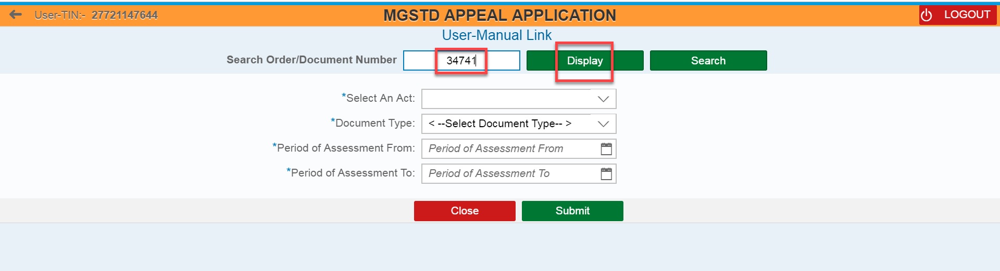 User-TIN:- 27721147644 MGSTD APPEAL APPLICATION LOGOUT
User-Manual Link
Search Order/Document Number 34741 Display Search
*Select An Act:
*Document Type: < --Select Document Type-- >
*Period of Assessment From: Period of Assessment From
*Period of Assessment To: Period of Assessment To
Close Submit